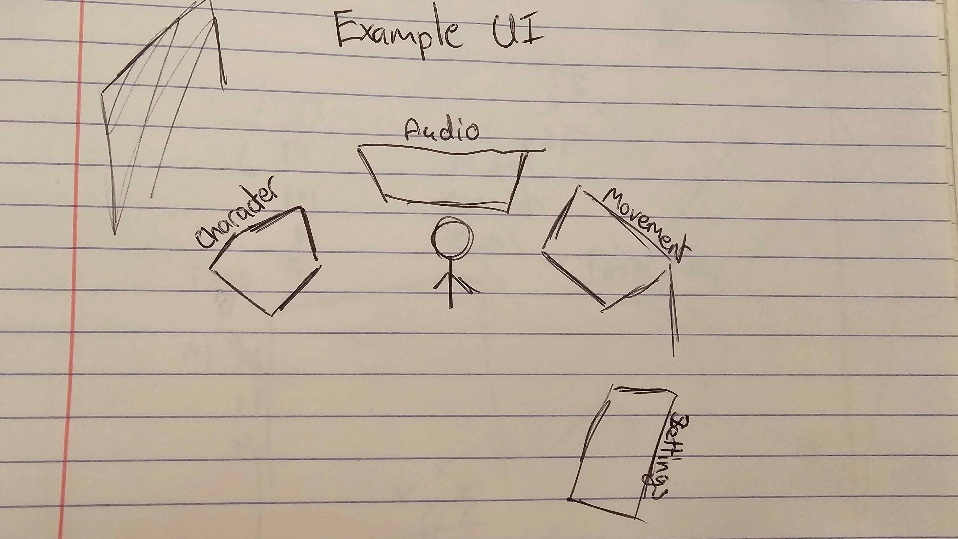 Example UI
Audio
Character
Movement
Settings